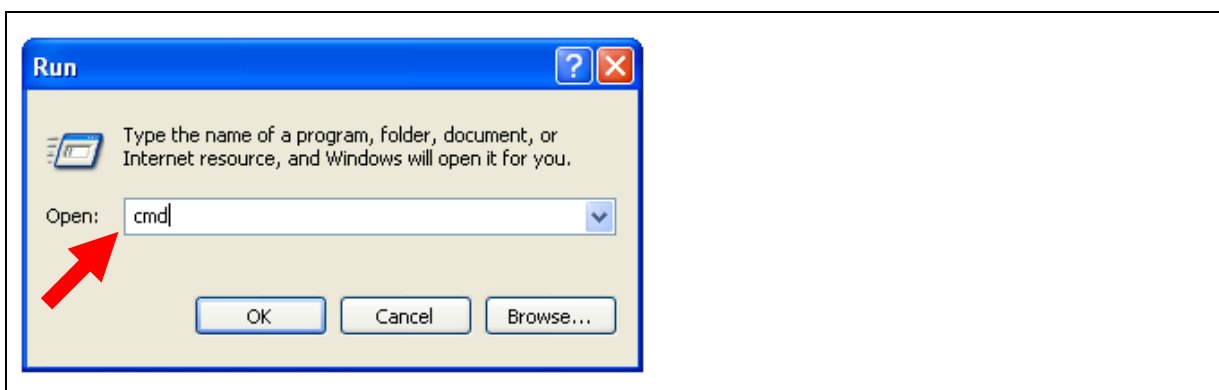 Run
Type the name of a program, folder, document, or
Internet resource, and Windows will open it for you.
Open: cmd
OK Cancel Browse...